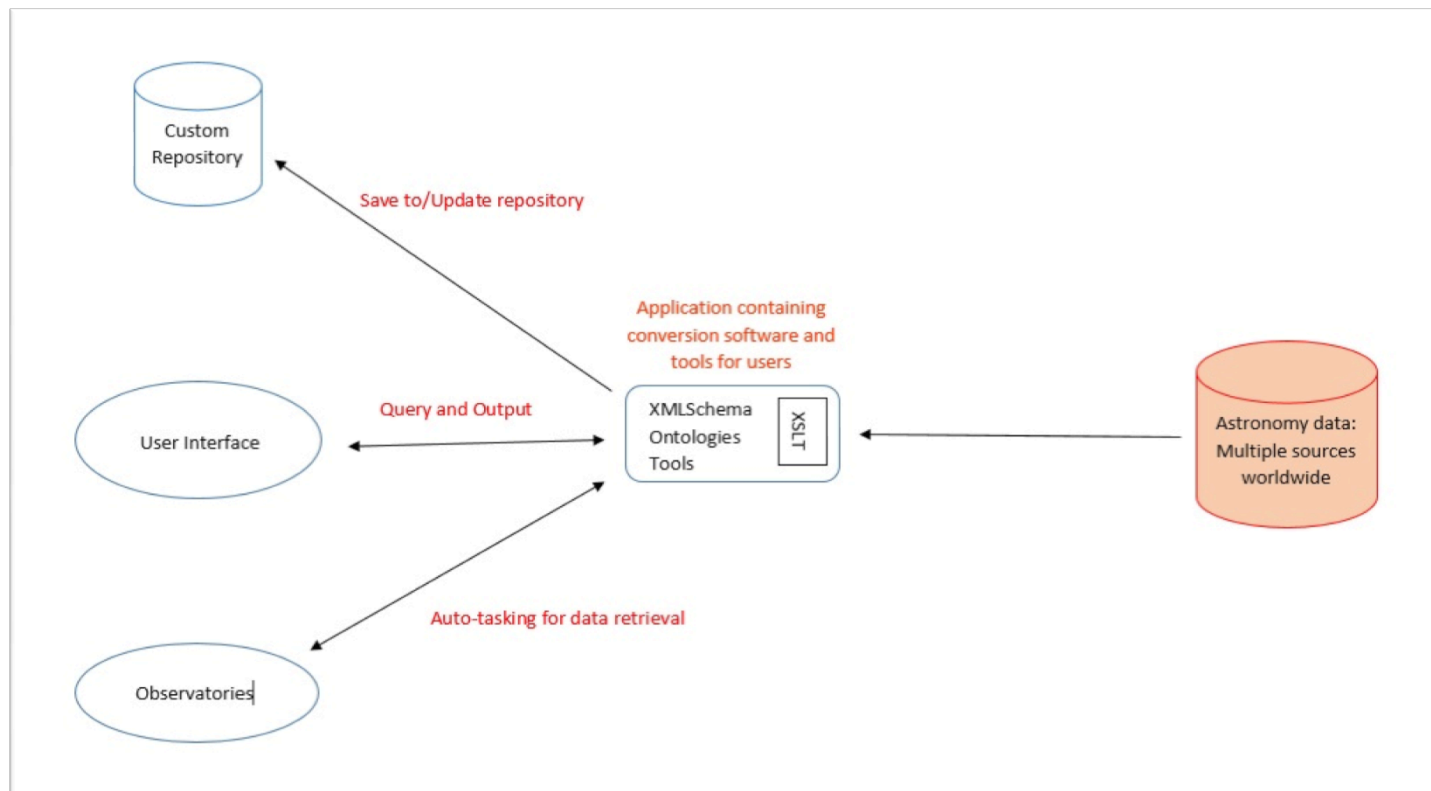 Custom
Repository
Save to/Update repository
Application containing
conversion software and
tools for users
Query and Output
User Interface
XMLSchema
Ontologies
Tools
XSLT
Astronomy data:
Multiple sources
worldwide
Auto-tasking for data retrieval
Observatories